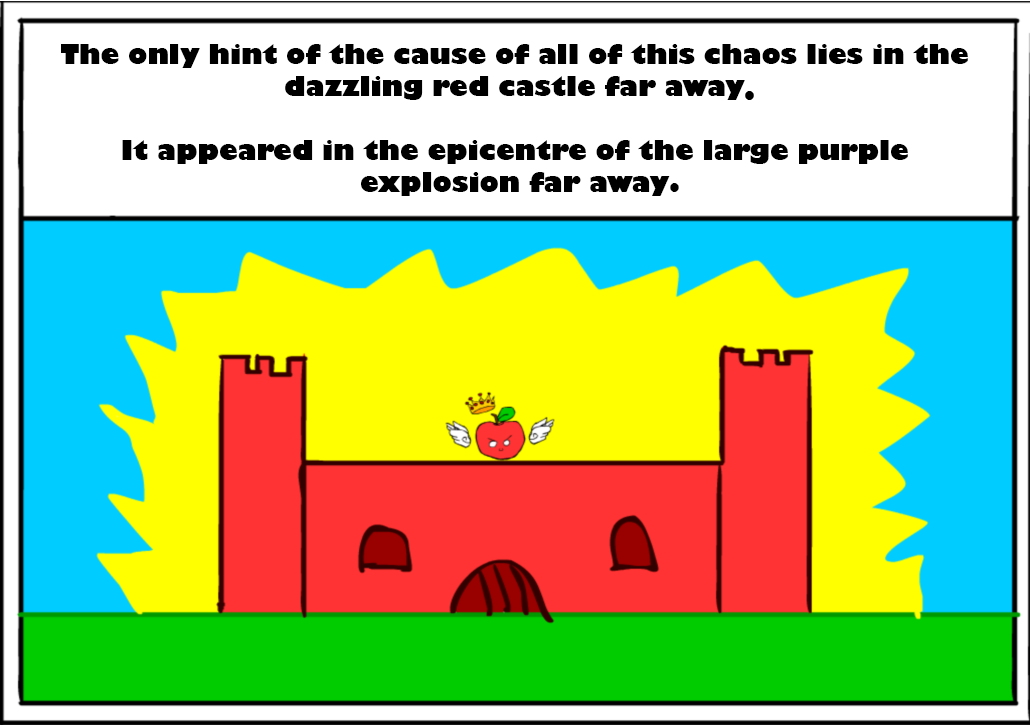 The only hint of the cause of all of this chaos lies in the
dazzling red castle far away.
It appeared in the epicentre of the large purple
explosion far away.